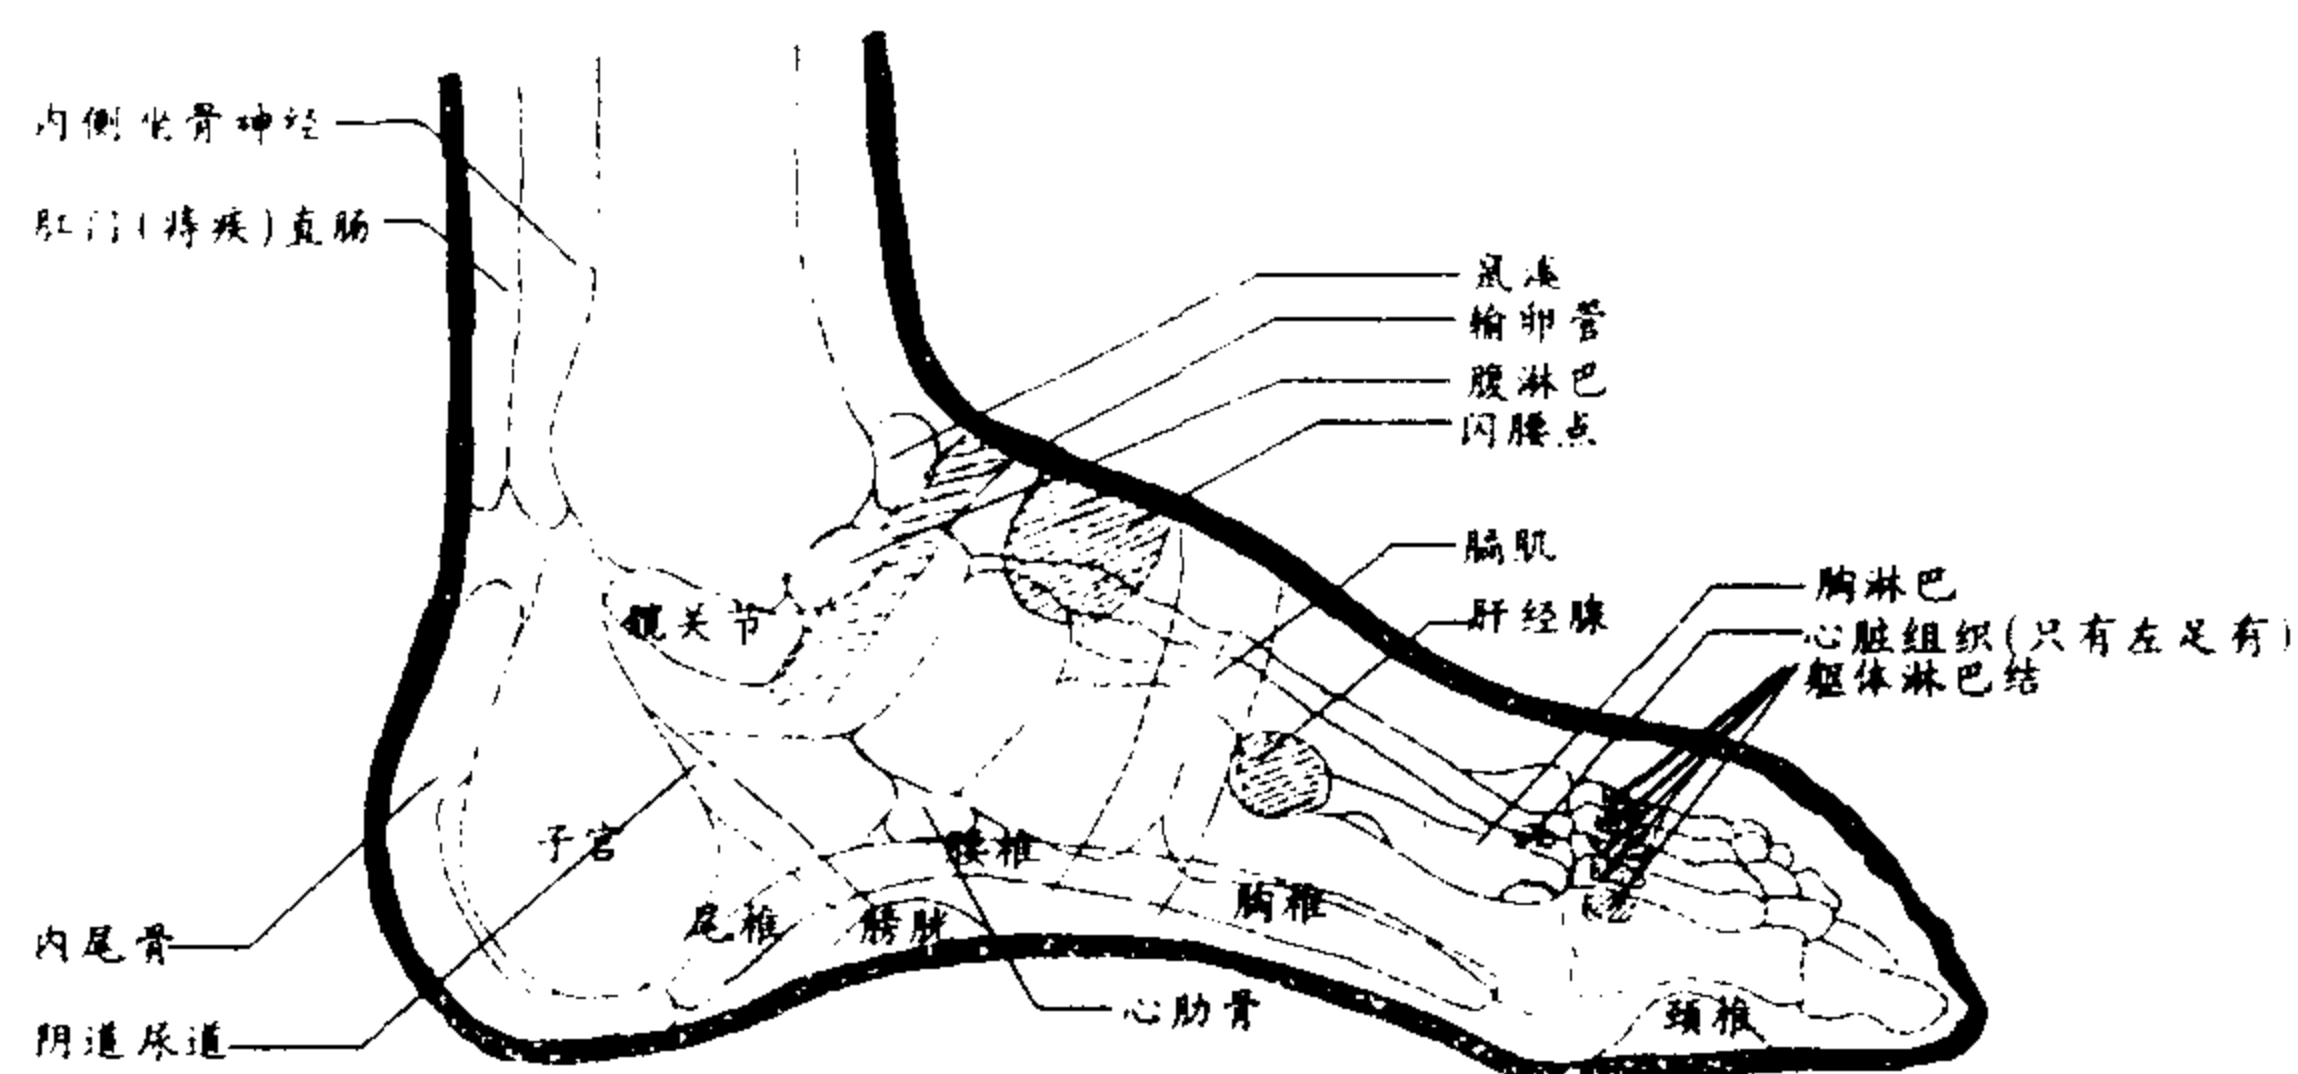 内侧坐骨神经
肛门(痔疾)直肠
鼠溪
输卵管
腹淋巴
闪腰点
胸淋巴
肝经腺
心脏组织(只有左足有)
躯体淋巴结
髋关节
子宫
腰椎
尾椎
膀胱
胸椎
内尾骨
阴道尿道
心肋骨
颈椎